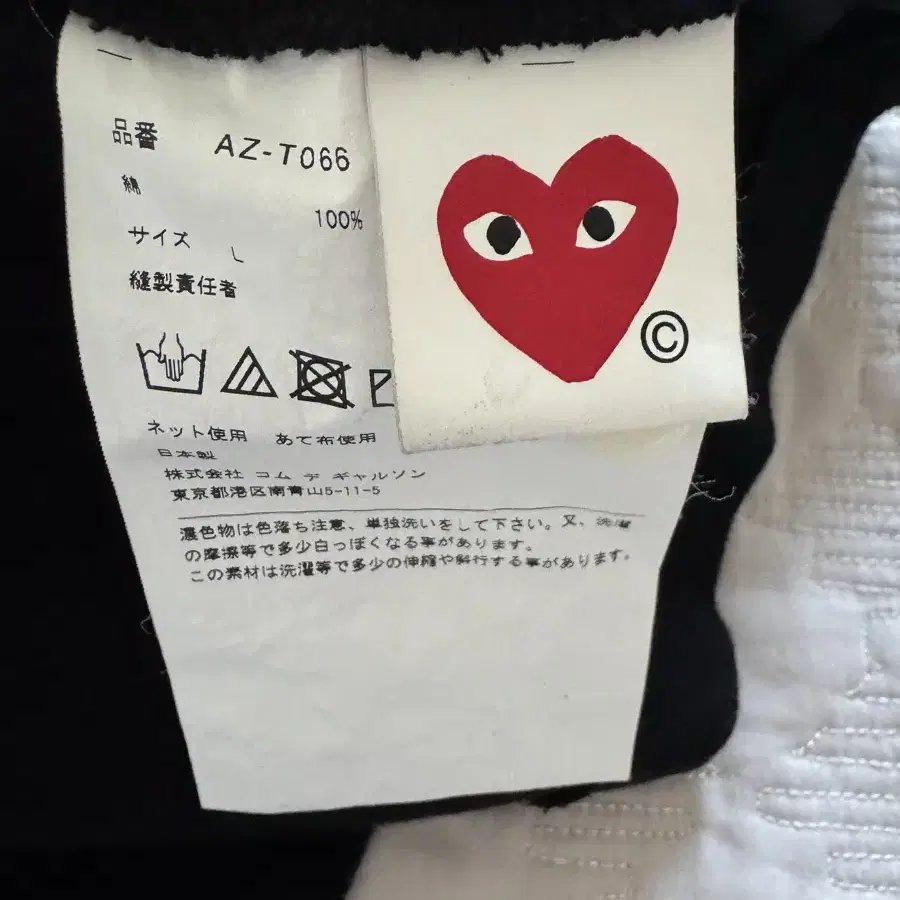 品番 AZ-T066
綿 100%
サイズ L
縫製責任者
ネット使用 あて布使用
日本製
株式会社 コム デ ギャルソン
東京都港区南青山5-11-5
濃色物は色落ち注意、単独洗いをして下さい。又、洗濯
の摩擦等で多少白っぽくなる事があります。
この素材は洗濯等で多少の伸縮や斜行する事があります。
©